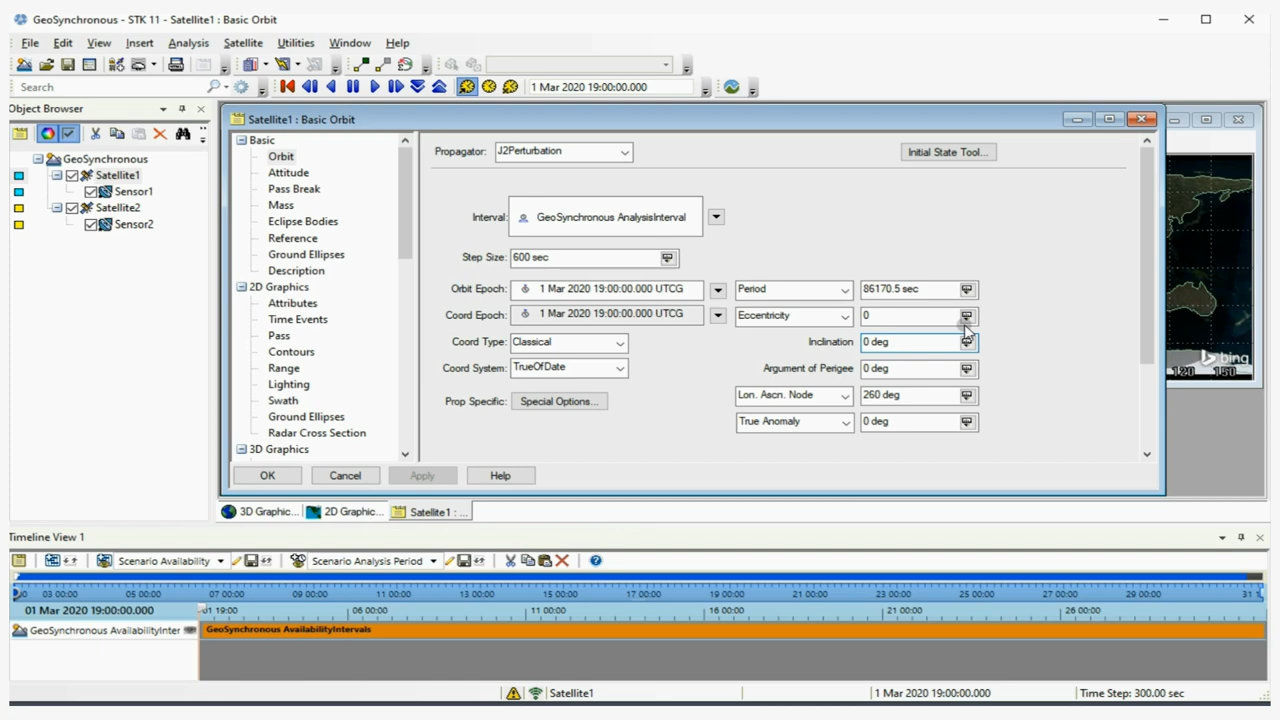 GeoSynchronous - STK 11 - Satellite1 : Basic Orbit
File Edit View Insert Analysis Satellite Utilities Window Help
Search
1 Mar 2020 19:00:00.000
Object Browser
GeoSynchronous
Satellite1
Sensor1
Satellite2
Sensor2
Satellite1 : Basic Orbit
Basic
Orbit
Attitude
Pass Break
Mass
Eclipse Bodies
Reference
Ground Ellipses
Description
2D Graphics
Attributes
Time Events
Pass
Contours
Range
Lighting
Swath
Ground Ellipses
Radar Cross Section
3D Graphics
Propagator: J2Perturbation
Initial State Tool...
Interval: GeoSynchronous AnalysisInterval
Step Size: 600 sec
Orbit Epoch: 1 Mar 2020 19:00:00.000 UTCG Period 86170.5 sec
Coord Epoch: 1 Mar 2020 19:00:00.000 UTCG Eccentricity 0
Coord Type: Classical Inclination 0 deg
Coord System: TrueOfDate Argument of Perigee 0 deg
Prop Specific: Special Options... Lon. Ascn. Node 260 deg
True Anomaly 0 deg
OK Cancel Apply Help
bing
120 150
3D Graphic... 2D Graphic... Satellite1 : ...
Timeline View 1
Scenario Availability Scenario Analysis Period
03 00:00 05 00:00 07 00:00 09 00:00 11 00:00 13 00:00 15 00:00 17 00:00 19 00:00 21 00:00 23 00:00 25 00:00 27 00:00 29 00:00 31
01 Mar 2020 19:00:00.000 01 19:00 06 00:00 11 00:00 16 00:00 21 00:00 26 00:00
GeoSynchronous AvailabilityInter GeoSynchronous AvailabilityIntervals
Satellite1 1 Mar 2020 19:00:00.000 Time Step: 300.00 sec